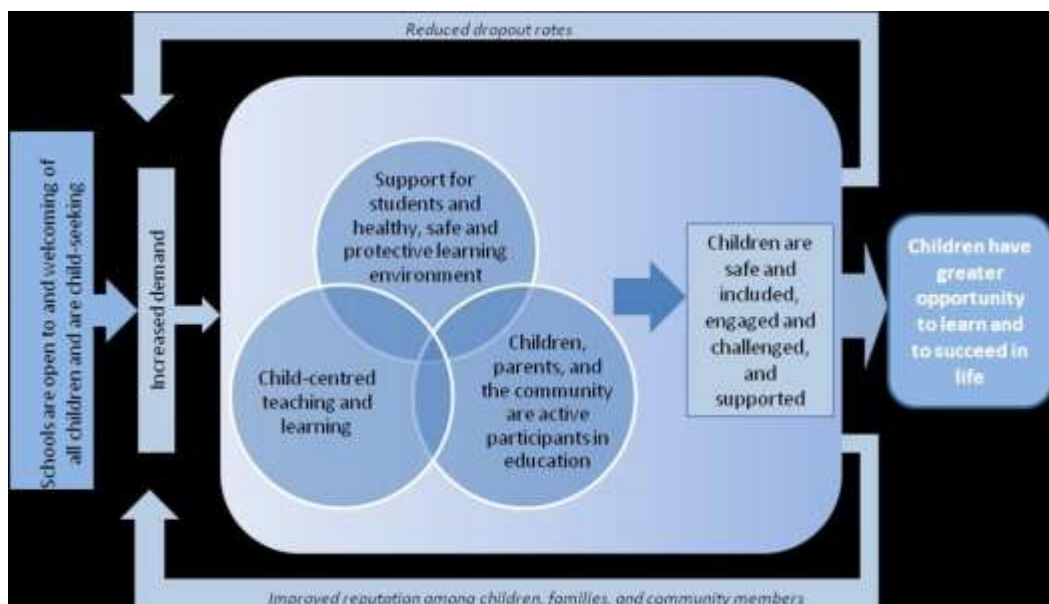 Reduced dropout rates
Schools are open to and welcoming of
all children and are child-seeking
Increased demand
Support for
students and
healthy, safe and
protective learning
environment
Child-centred
teaching and
learning
Children,
parents, and
the community
are active
participants in
education
Children are
safe and
included,
engaged and
challenged,
and
supported
Children have
greater
opportunity
to learn and
to succeed in
life
Improved reputation among children, families, and community members